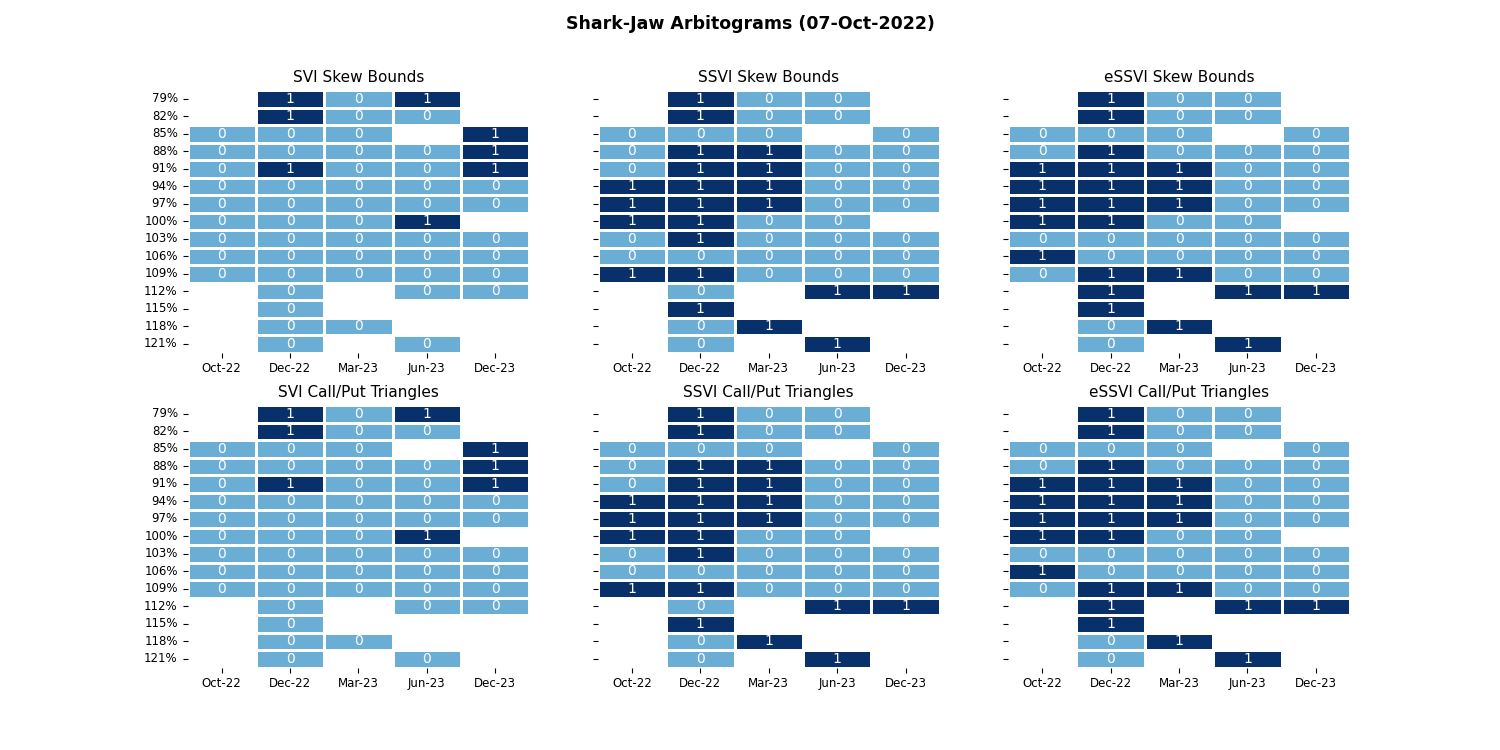 Shark-Jaw Arbitograms (07-Oct-2022)
SVI Skew Bounds SSVI Skew Bounds eSSVI Skew Bounds
79% 1 0 1 1 0 0 1 0 0
82% 1 0 0 1 0 0 1 0 0
85% 0 0 0 1 0 0 0 0 0 0 0 0
88% 0 0 0 0 1 0 1 1 0 0 0 1 0 0 0
91% 0 1 0 0 1 0 1 1 0 0 1 1 1 0 0
94% 0 0 0 0 0 1 1 1 0 0 1 1 1 0 0
97% 0 0 0 0 0 1 1 1 0 0 1 1 1 0 0
100% 0 0 0 1 1 1 0 0 1 1 0 0
103% 0 0 0 0 0 0 1 0 0 0 0 0 0 0 0
106% 0 0 0 0 0 0 0 0 0 0 1 0 0 0 0
109% 0 0 0 0 0 1 1 0 0 0 0 1 1 0 0
112% 0 0 0 0 1 1 1 1 1
115% 0 1 1
118% 0 0 0 1 0 1
121% 0 0 0 1 0 1
Oct-22 Dec-22 Mar-23 Jun-23 Dec-23 Oct-22 Dec-22 Mar-23 Jun-23 Dec-23 Oct-22 Dec-22 Mar-23 Jun-23 Dec-23
SVI Call/Put Triangles SSVI Call/Put Triangles eSSVI Call/Put Triangles
79% 1 0 1 1 0 0 1 0 0
82% 1 0 0 1 0 0 1 0 0
85% 0 0 0 1 0 0 0 0 0 0 0 0
88% 0 0 0 0 1 0 1 1 0 0 0 1 0 0 0
91% 0 1 0 0 1 0 1 1 0 0 1 1 1 0 0
94% 0 0 0 0 0 1 1 1 0 0 1 1 1 0 0
97% 0 0 0 0 0 1 1 1 0 0 1 1 1 0 0
100% 0 0 0 1 1 1 0 0 1 1 0 0
103% 0 0 0 0 0 0 1 0 0 0 0 0 0 0 0
106% 0 0 0 0 0 0 0 0 0 0 1 0 0 0 0
109% 0 0 0 0 0 1 1 0 0 0 0 1 1 0 0
112% 0 0 0 0 1 1 1 1 1
115% 0 1 1
118% 0 0 0 1 0 1
121% 0 0 0 1 0 1
Oct-22 Dec-22 Mar-23 Jun-23 Dec-23 Oct-22 Dec-22 Mar-23 Jun-23 Dec-23 Oct-22 Dec-22 Mar-23 Jun-23 Dec-23